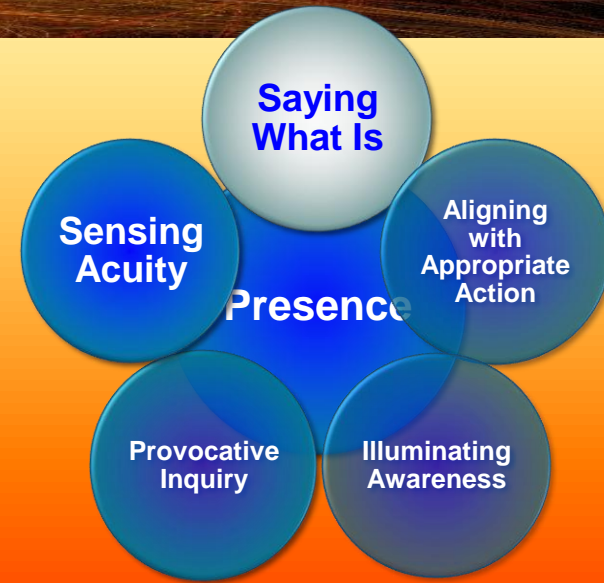 Saying
What Is
Sensing
Acuity
Aligning
with
Appropriate
Action
Presence
Provocative
Inquiry
Illuminating
Awareness